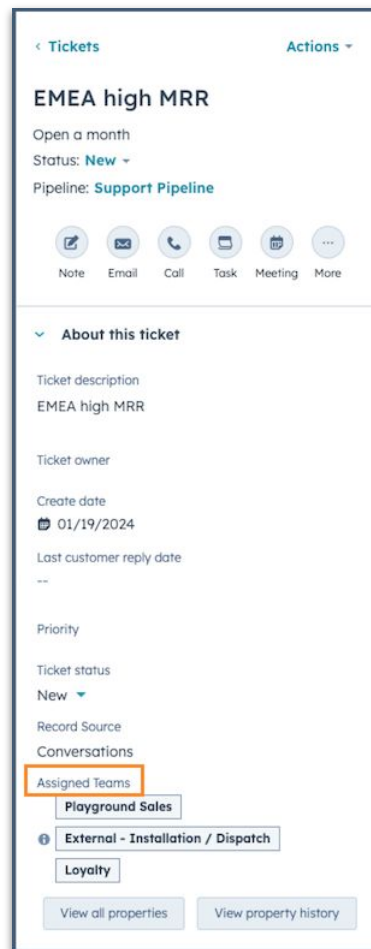 Tickets
Actions
EMEA high MRR
Open a month
Status: New
Pipeline: Support Pipeline
Note Email Call Task Meeting More
About this ticket
Ticket description
EMEA high MRR
Ticket owner
Create date
01/19/2024
Last customer reply date
--
Priority
Ticket status
New
Record Source
Conversations
Assigned Teams
Playground Sales
External - Installation / Dispatch
Loyalty
View all properties View property history